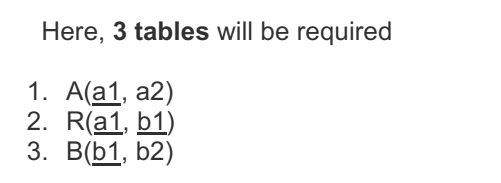 Here, 3 tables will be required
1. A(a1, a2)
2. R(a1, b1)
3. B(b1, b2)